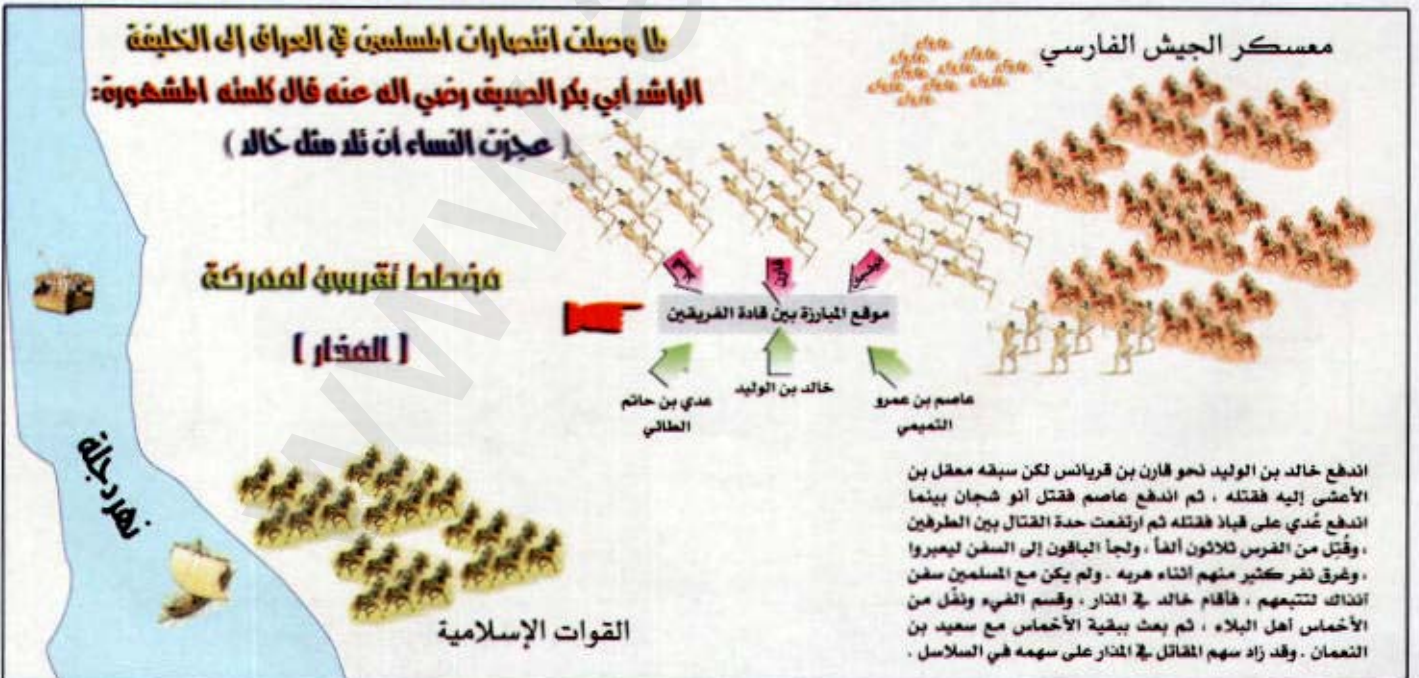 معسكر الجيش الفارسي
لما وصلت انتصارات المسلمين في العراق إلى الخليفة
الراشد أبي بكر الصديق رضي الله عنه قال كلمته المشهورة:
( عجزت النساء أن تلد مثل خالد )
مخطط تقريبي لمعركة
[ المذار ]
قارن
موقع المبارزة بين قادة الفريقين
عاصم بن عمرو
التميمي
خالد بن الوليد
عدي بن حاتم
الطائي
نهر دجلة
القوات الإسلامية
اندفع خالد بن الوليد نحو قارن بن قريانس لكن سبقه معقل بن
الأعشى إليه فقتله ، ثم اندفع عاصم فقتل أنو شجان بينما
اندفع عُدي على قباذ فقتله ثم ارتفعت حدة القتال بين الطرفين
، وقُتِل من الفرس ثلاثون ألفاً ، ولجأ الباقون إلى السفن ليعبروا
، وغرق نفر كثير منهم أثناء هربه . ولم يكن مع المسلمين سفن
آنذاك لتتبعهم ، فأقام خالد في المذار ، وقسم الفيء ونفَّل من
الأخماس أهل البلاء ، ثم بعث ببقية الأخماس مع سعيد بن
النعمان . وقد زاد سهم المقاتل في المذار على سهمه في السلاسل .